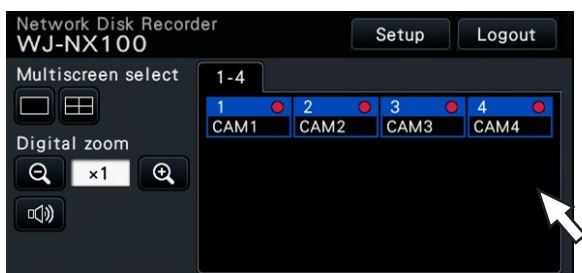 Network Disk Recorder
WJ-NX100
Setup
Logout
Multiscreen select
1-4
1 2 3 4
CAM1 CAM2 CAM3 CAM4
Digital zoom
×1